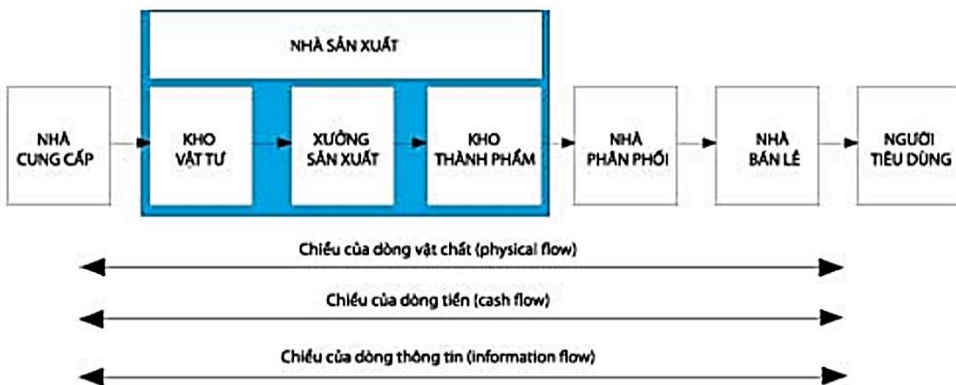 NHÀ SẢN XUẤT
NHÀ
CUNG CẤP
KHO
VẬT TƯ
XƯỞNG
SẢN XUẤT
KHO
THÀNH PHẨM
NHÀ
PHÂN PHỐI
NHÀ
BÁN LẺ
NGƯỜI
TIÊU DÙNG
Chiều của dòng vật chất (physical flow)
Chiều của dòng tiền (cash flow)
Chiều của dòng thông tin (information flow)